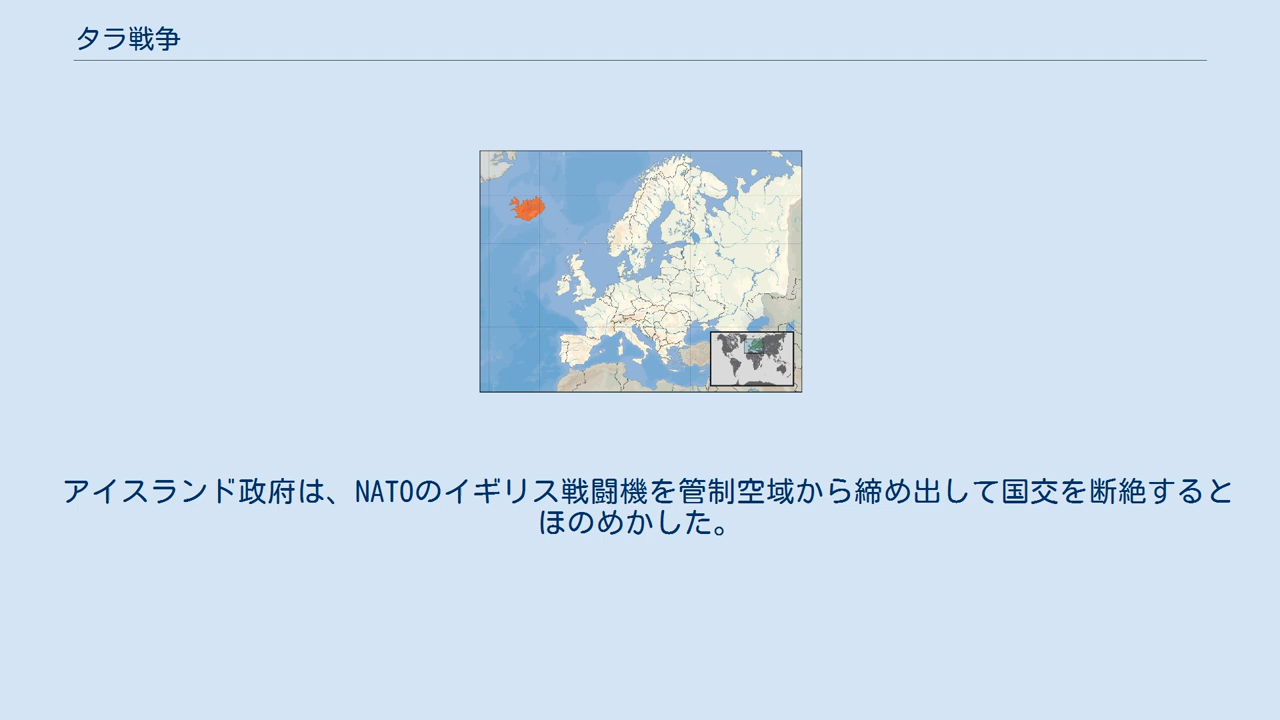 タラ戦争
アイスランド政府は、NATOのイギリス戦闘機を管制空域から締め出して国交を断絶すると
ほのめかした。